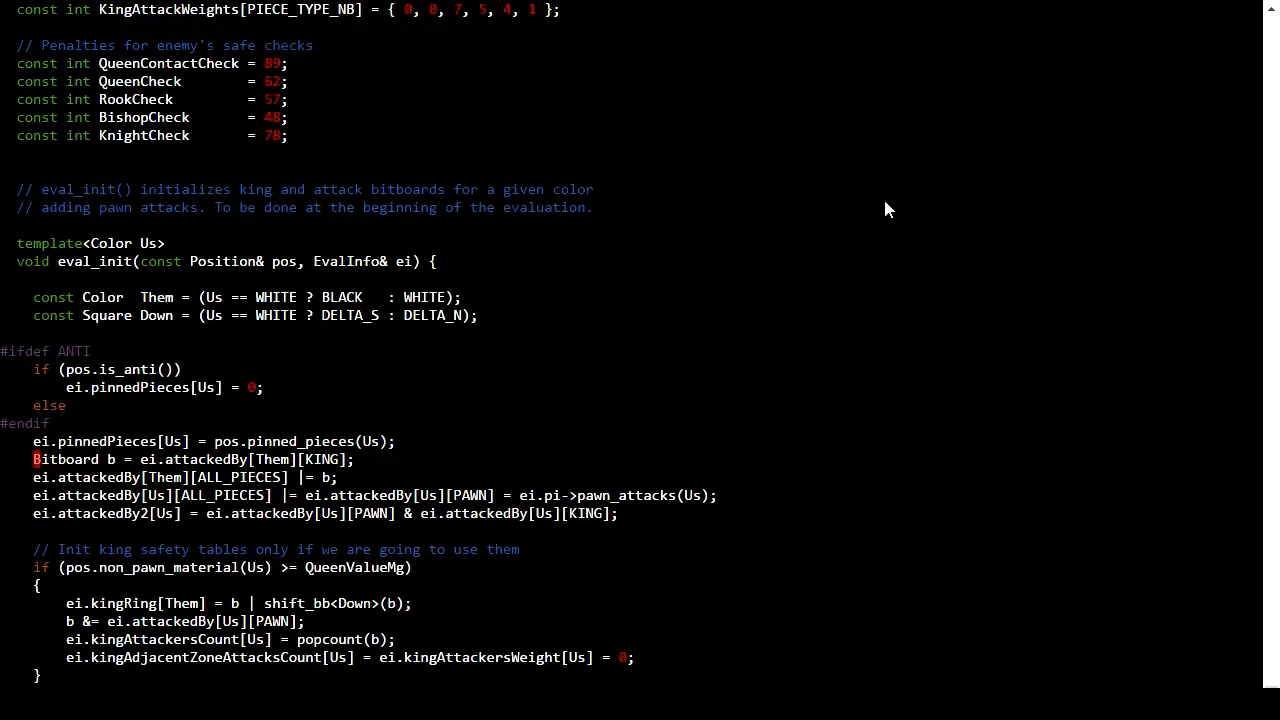 const int KingAttackWeights[PIECE_TYPE_NB] = { 0, 0, 7, 5, 4, 1 };
// Penalties for enemy's safe checks
const int QueenContactCheck = 89;
const int QueenCheck        = 62;
const int RookCheck         = 57;
const int BishopCheck       = 48;
const int KnightCheck       = 78;
// eval_init() initializes king and attack bitboards for a given color
// adding pawn attacks. To be done at the beginning of the evaluation.
template<Color Us>
void eval_init(const Position& pos, EvalInfo& ei) {
const Color  Them = (Us == WHITE ? BLACK   : WHITE);
const Square Down = (Us == WHITE ? DELTA_S : DELTA_N);
#ifdef ANTI
if (pos.is_anti())
ei.pinnedPieces[Us] = 0;
else
#endif
ei.pinnedPieces[Us] = pos.pinned_pieces(Us);
Bitboard b = ei.attackedBy[Them][KING];
ei.attackedBy[Them][ALL_PIECES] |= b;
ei.attackedBy[Us][ALL_PIECES] |= ei.attackedBy[Us][PAWN] = ei.pi->pawn_attacks(Us);
ei.attackedBy2[Us] = ei.attackedBy[Us][PAWN] & ei.attackedBy[Us][KING];
// Init king safety tables only if we are going to use them
if (pos.non_pawn_material(Us) >= QueenValueMg)
{
ei.kingRing[Them] = b | shift_bb<Down>(b);
b &= ei.attackedBy[Us][PAWN];
ei.kingAttackersCount[Us] = popcount(b);
ei.kingAdjacentZoneAttacksCount[Us] = ei.kingAttackersWeight[Us] = 0;
}